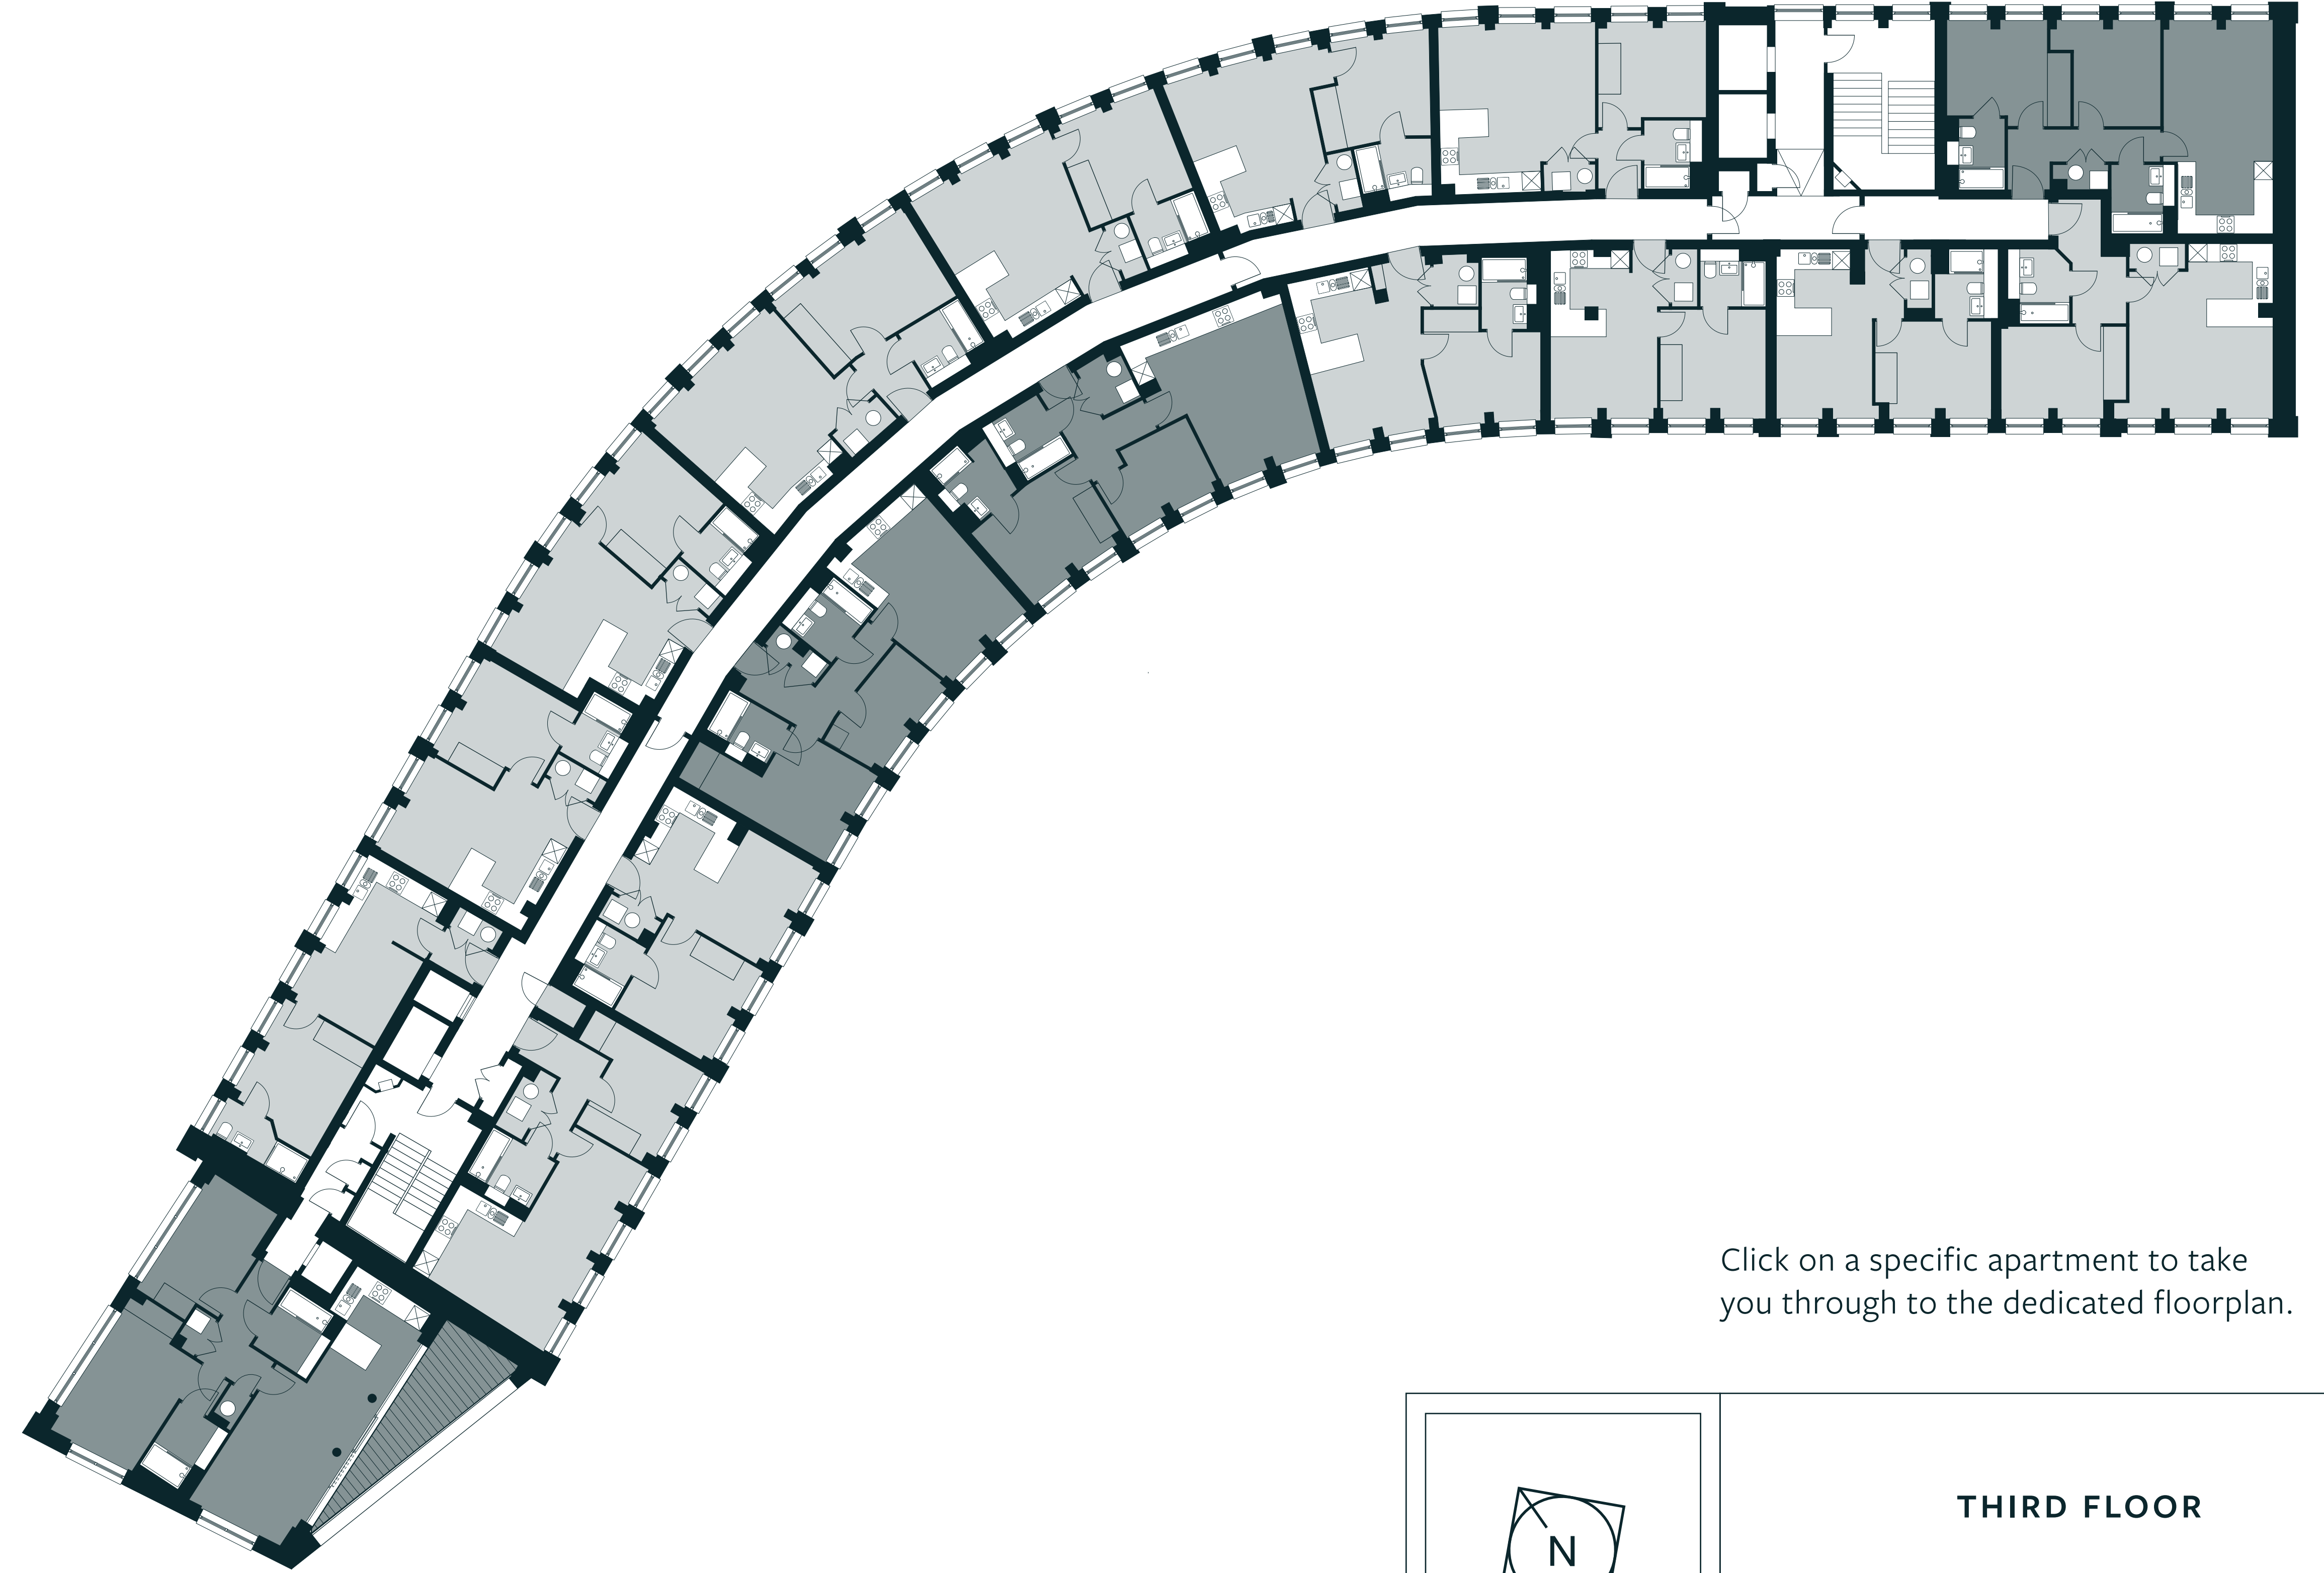 Click on a specific apartment to take
you through to the dedicated floorplan.
THIRD FLOOR
N